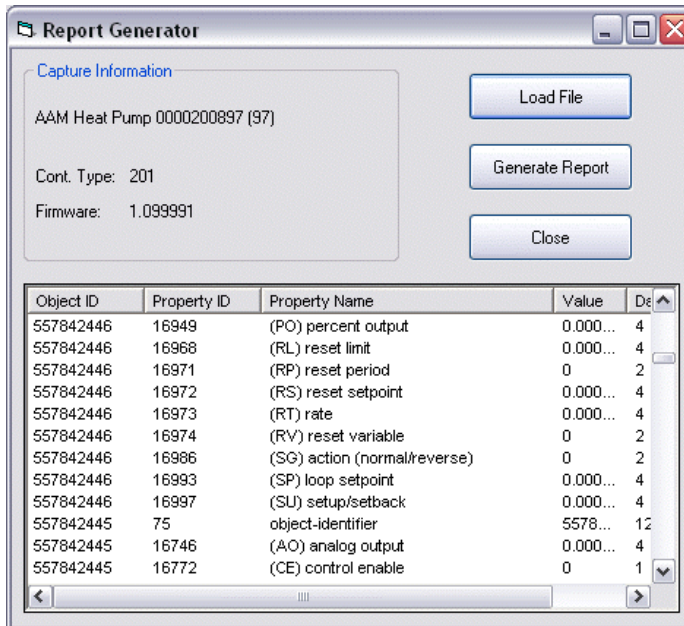 Report Generator
Capture Information
AAM Heat Pump 0000200897 (97)
Cont. Type: 201
Firmware: 1.099991
Load File
Generate Report
Close
Object ID Property ID Property Name Value Da
557842446 16949 (PO) percent output 0.000... 4
557842446 16968 (RL) reset limit 0.000... 4
557842446 16971 (RP) reset period 0 2
557842446 16972 (RS) reset setpoint 0.000... 4
557842446 16973 (RT) rate 0.000... 4
557842446 16974 (RV) reset variable 0 2
557842446 16986 (SG) action (normal/reverse) 0 2
557842446 16993 (SP) loop setpoint 0.000... 4
557842446 16997 (SU) setup/setback 0.000... 4
557842445 75 object-identifier 5578... 12
557842445 16746 (AO) analog output 0.000... 4
557842445 16772 (CE) control enable 0 1